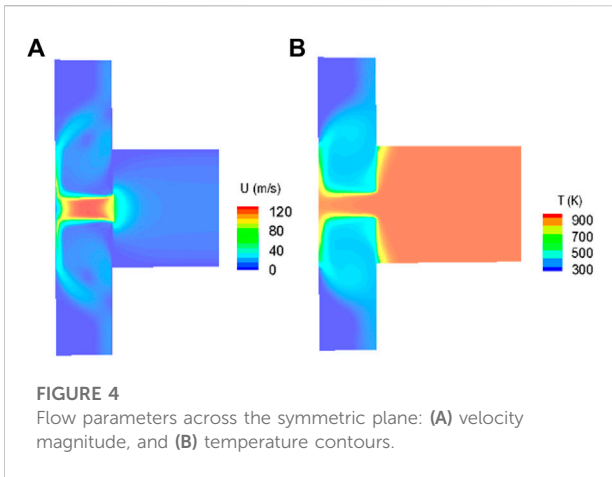 A
B
U (m/s)
120
80
40
0
T (K)
900
700
500
300
FIGURE 4
Flow parameters across the symmetric plane: (A) velocity
magnitude, and (B) temperature contours.